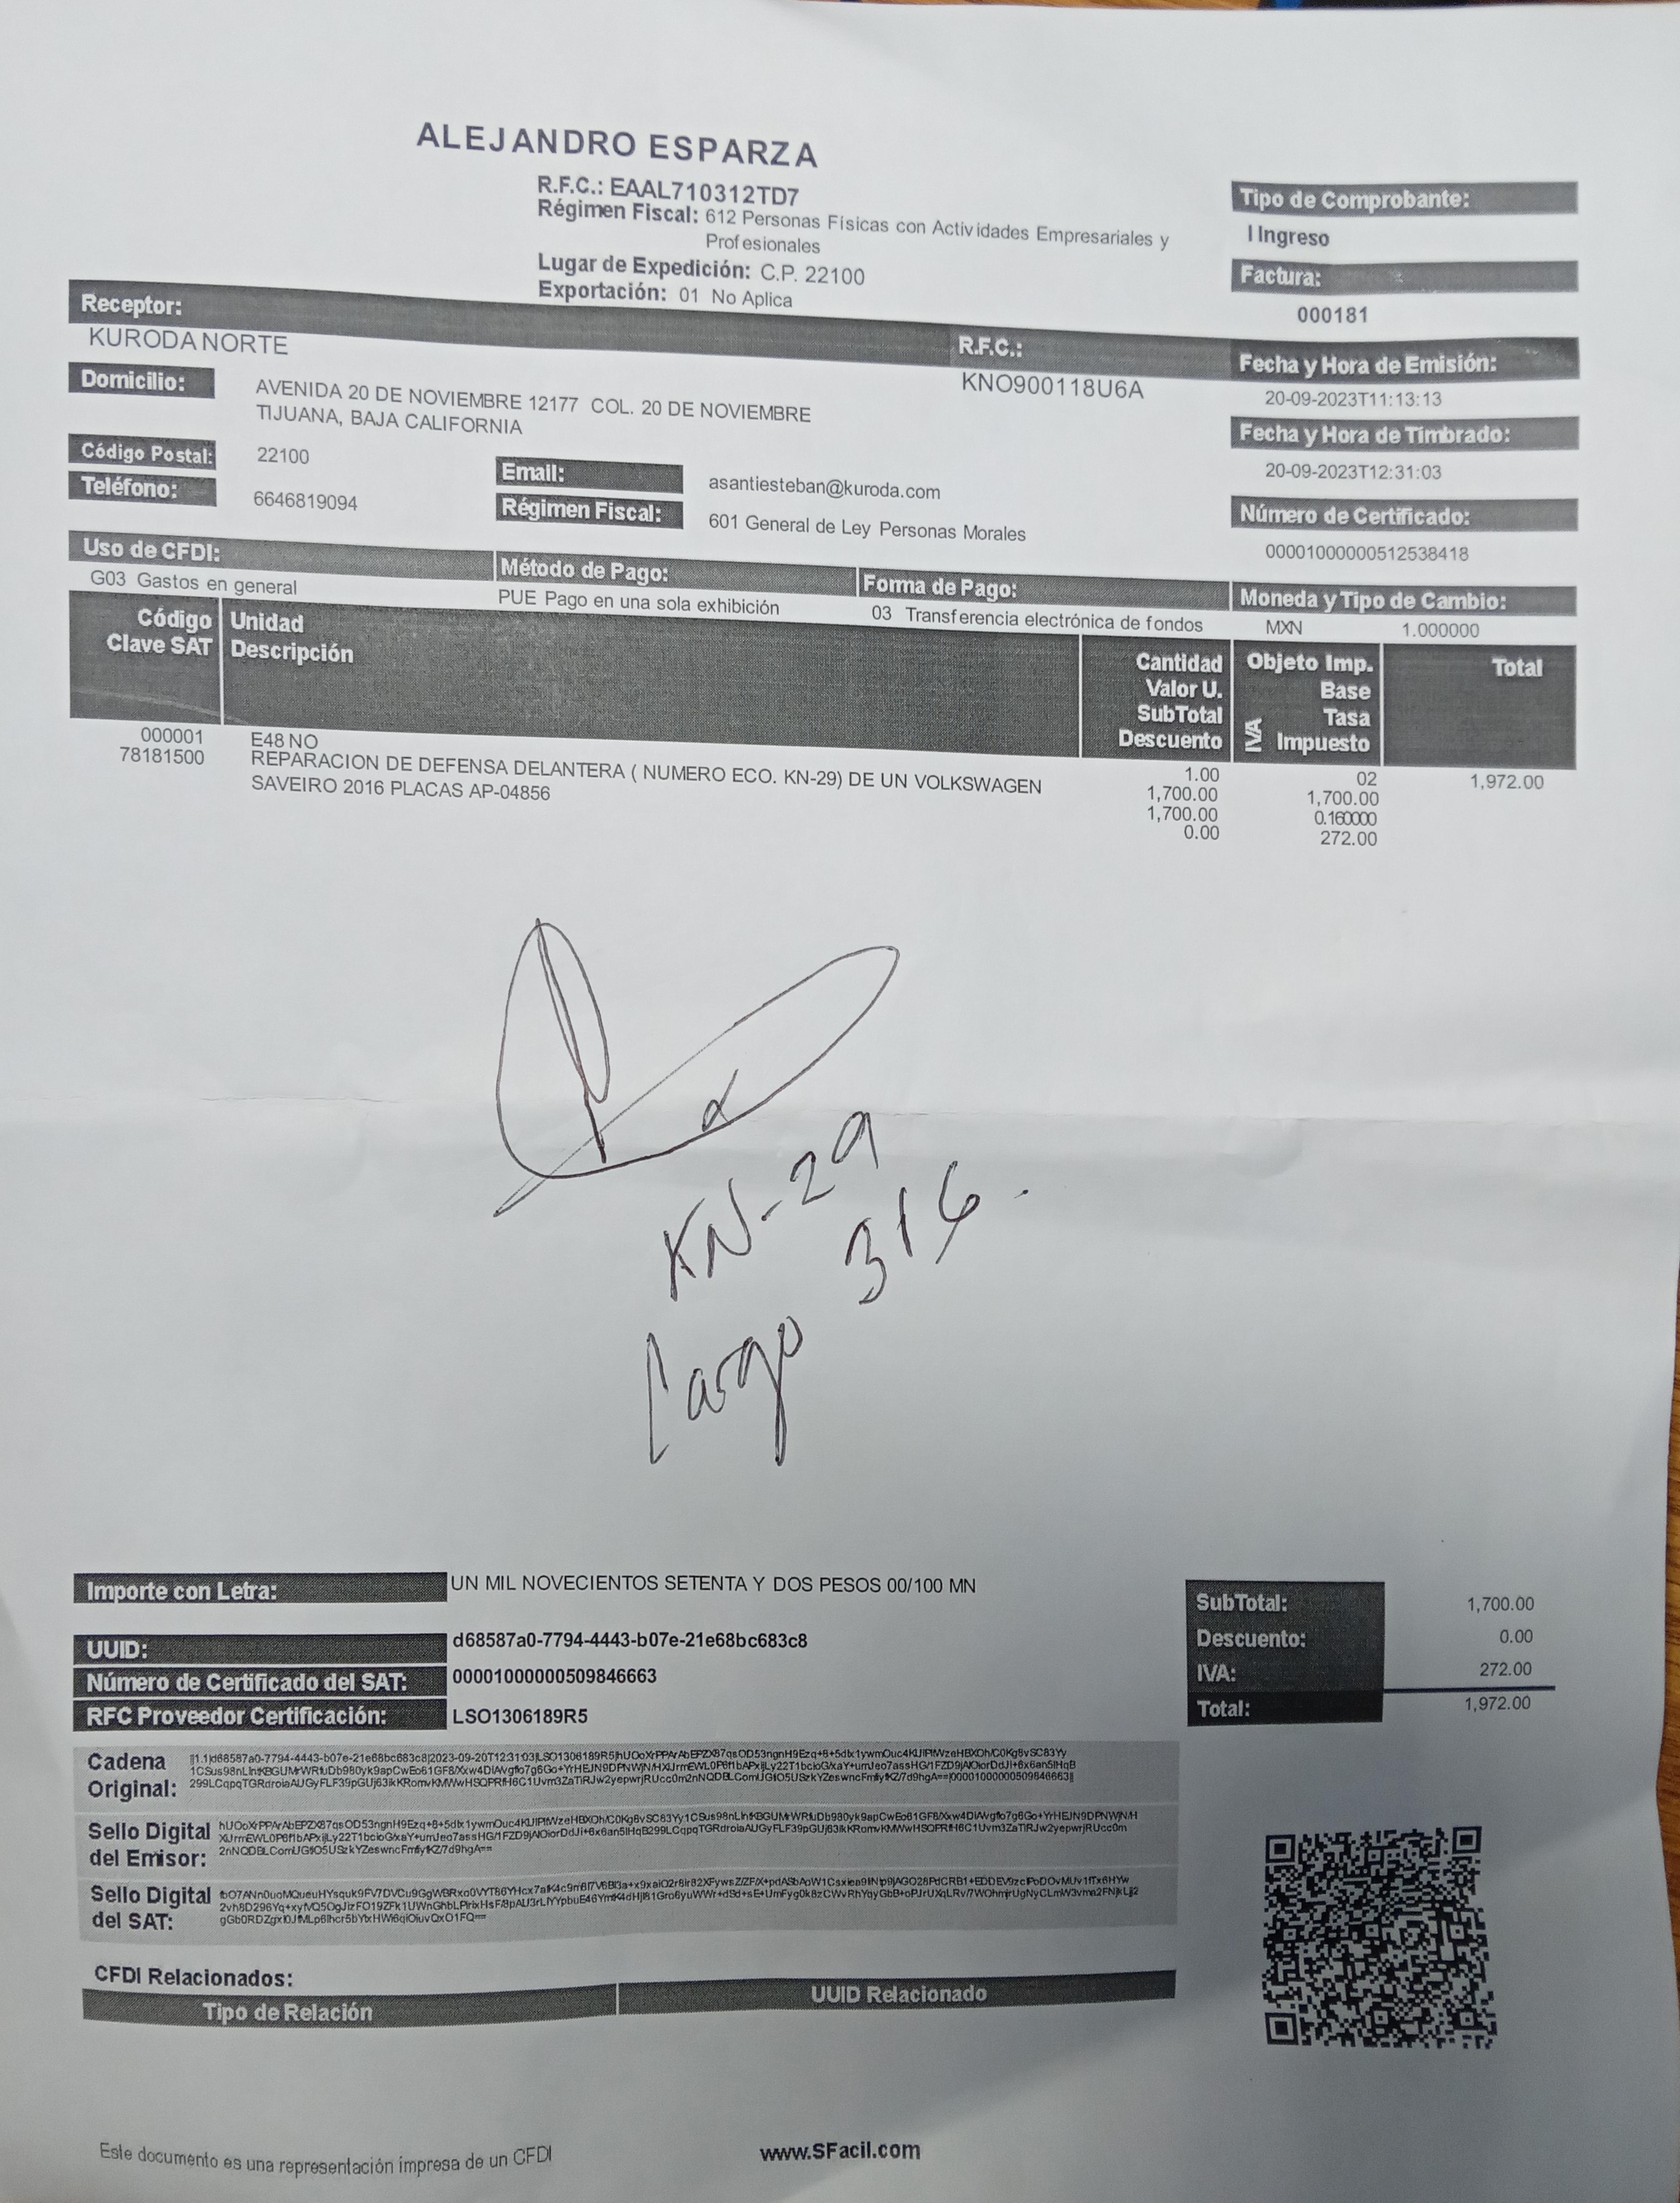 ALEJANDRO ESPARZA
R.F.C.: EAAL710312TD7
Régimen Fiscal: 612 Personas Físicas con Actividades Empresariales y
Profesionales
Lugar de Expedición: C.P. 22100
Exportación: 01 No Aplica
Tipo de Comprobante:
I Ingreso
Factura:
000181
Receptor:
KURODA NORTE
R.F.C.:
KNO900118U6A
Fecha y Hora de Emisión:
20-09-2023T11:13:13
Domicilio:
AVENIDA 20 DE NOVIEMBRE 12177 COL. 20 DE NOVIEMBRE
TIJUANA, BAJA CALIFORNIA
Fecha y Hora de Timbrado:
20-09-2023T12:31:03
Código Postal: 22100
Teléfono: 6646819094
Email: asantiesteban@kuroda.com
Régimen Fiscal: 601 General de Ley Personas Morales
Número de Certificado:
00001000000512538418
Uso de CFDI:
G03 Gastos en general
Método de Pago:
PUE Pago en una sola exhibición
Forma de Pago:
03 Transferencia electrónica de fondos
Moneda y Tipo de Cambio:
MXN 1.000000
Código
Clave SAT
Unidad
Descripción
Cantidad
Valor U.
SubTotal
Descuento
IVA
Objeto Imp.
Base
Tasa
Impuesto
Total
000001
78181500
E48 NO
REPARACION DE DEFENSA DELANTERA ( NUMERO ECO. KN-29) DE UN VOLKSWAGEN
SAVEIRO 2016 PLACAS AP-04856
1.00
1,700.00
1,700.00
0.00
02
1,700.00
0.160000
272.00
1,972.00
KN-29
316.
Cargo
Importe con Letra: UN MIL NOVECIENTOS SETENTA Y DOS PESOS 00/100 MN
UUID: d68587a0-7794-4443-b07e-21e68bc683c8
Número de Certificado del SAT: 00001000000509846663
RFC Proveedor Certificación: LSO1306189R5
SubTotal: 1,700.00
Descuento: 0.00
IVA: 272.00
Total: 1,972.00
Cadena
Original:
Sello Digital
del Emisor:
Sello Digital
del SAT:
CFDI Relacionados:
Tipo de Relación
UUID Relacionado
Este documento es una representación impresa de un CFDI
www.SFacil.com